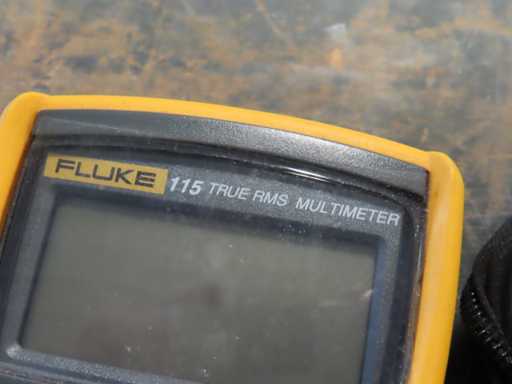 FLUKE 115 TRUE RMS MULTIMETER